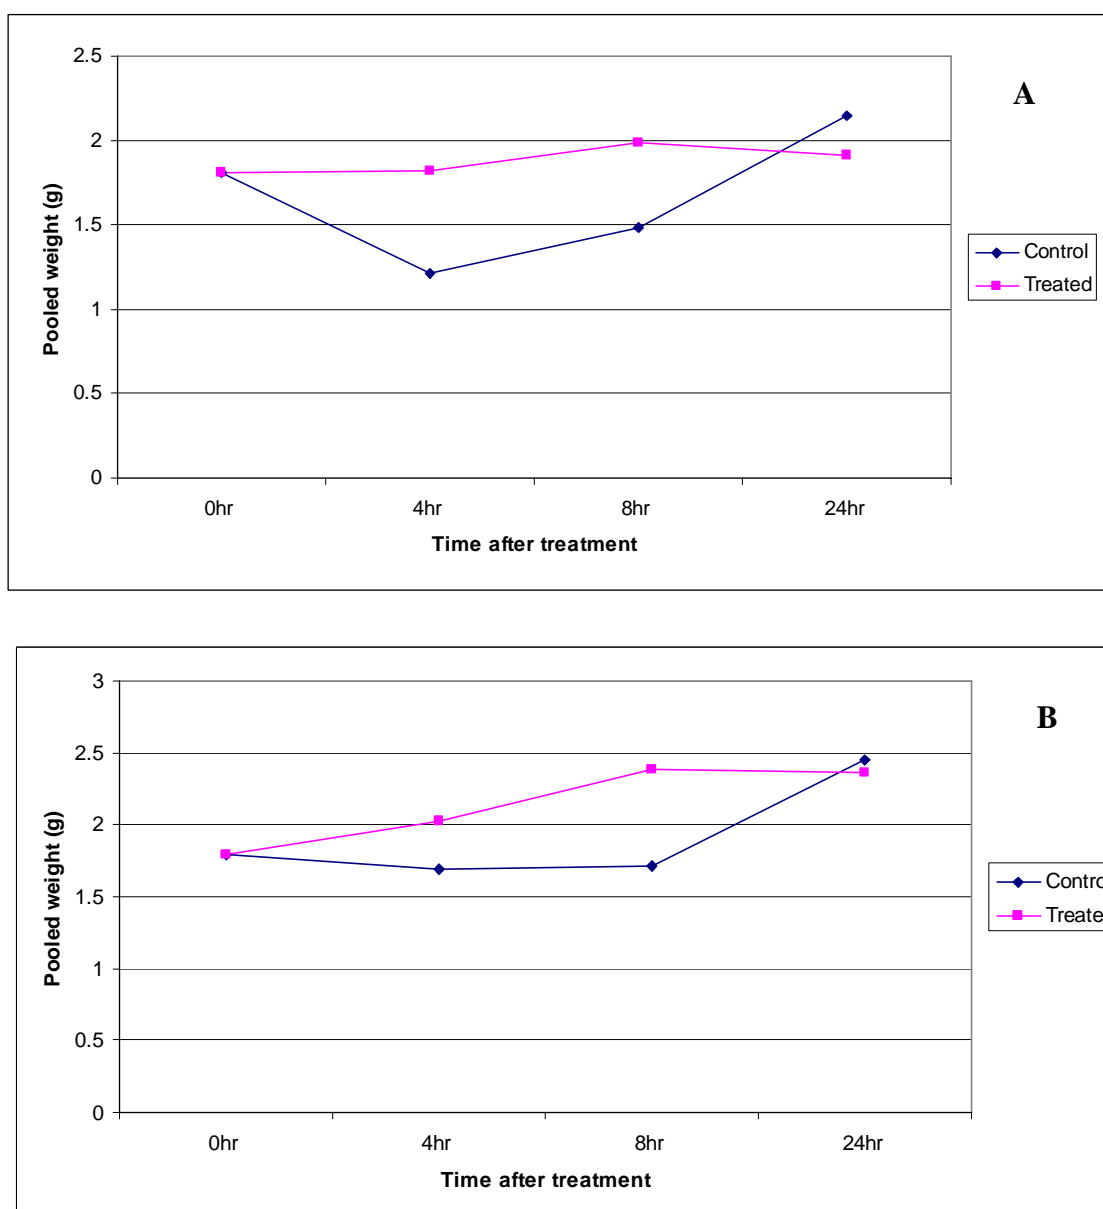 A
2.5
2
1.5
1
0.5
0
Pooled weight (g)
0hr 4hr 8hr 24hr
Time after treatment
Control
Treated
B
3
2.5
2
1.5
1
0.5
0
Pooled weight (g)
0hr 4hr 8hr 24hr
Time after treatment
Contro
Treate